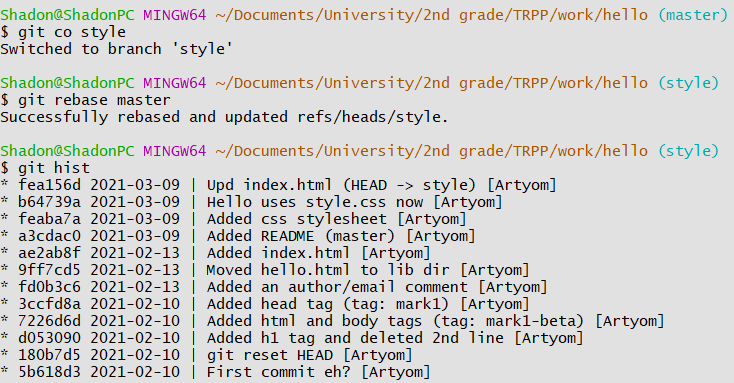 Shadon@ShadonPC MINGW64 ~/Documents/University/2nd grade/TRPP/work/hello (master)
$ git co style
Switched to branch 'style'
Shadon@ShadonPC MINGW64 ~/Documents/University/2nd grade/TRPP/work/hello (style)
$ git rebase master
Successfully rebased and updated refs/heads/style.
Shadon@ShadonPC MINGW64 ~/Documents/University/2nd grade/TRPP/work/hello (style)
$ git hist
* fea156d 2021-03-09 | Upd index.html (HEAD -> style) [Artyom]
* b64739a 2021-03-09 | Hello uses style.css now [Artyom]
* feaba7a 2021-03-09 | Added css stylesheet [Artyom]
* a3cdac0 2021-03-09 | Added README (master) [Artyom]
* ae2ab8f 2021-02-13 | Added index.html [Artyom]
* 9ff7cd5 2021-02-13 | Moved hello.html to lib dir [Artyom]
* fd0b3c6 2021-02-13 | Added an author/email comment [Artyom]
* 3ccfd8a 2021-02-10 | Added head tag (tag: mark1) [Artyom]
* 7226d6d 2021-02-10 | Added html and body tags (tag: mark1-beta) [Artyom]
* d053090 2021-02-10 | Added h1 tag and deleted 2nd line [Artyom]
* 180b7d5 2021-02-10 | git reset HEAD [Artyom]
* 5b618d3 2021-02-10 | First commit eh? [Artyom]